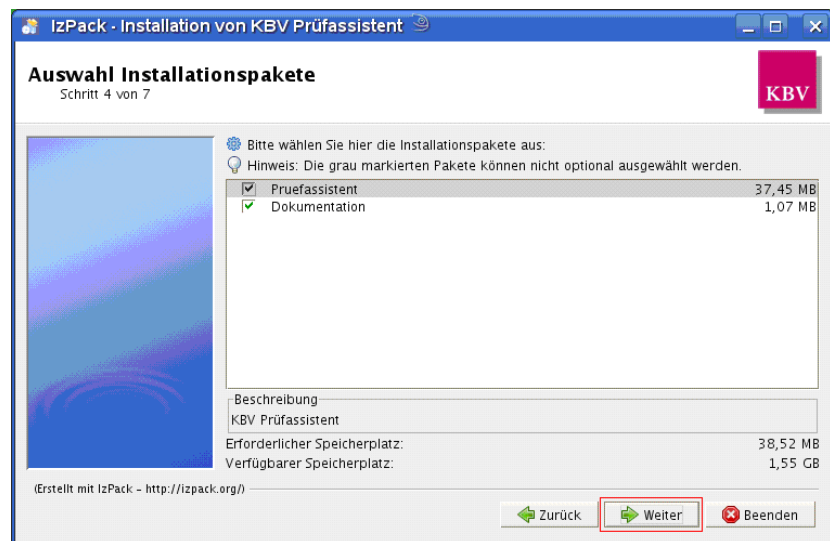 IzPack - Installation von KBV Prüfassistent
Auswahl Installationspakete
Schritt 4 von 7
KBV
Bitte wählen Sie hier die Installationspakete aus:
Hinweis: Die grau markierten Pakete können nicht optional ausgewählt werden.
Pruefassistent 37,45 MB
Dokumentation 1,07 MB
Beschreibung
KBV Prüfassistent
Erforderlicher Speicherplatz: 38,52 MB
Verfügbarer Speicherplatz: 1,55 GB
(Erstellt mit IzPack - http://izpack.org/)
Zurück Weiter Beenden